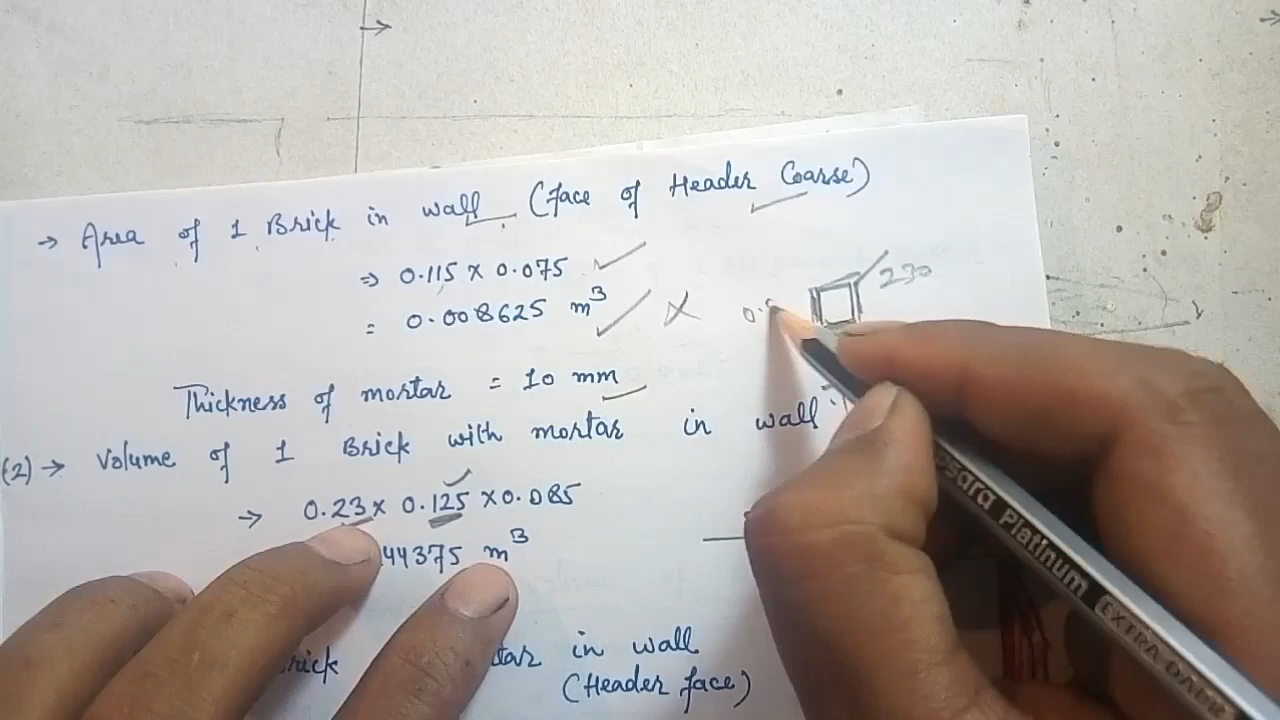 → Area of 1 Brick in wall (face of Header Coarse)
⇒ 0.115 x 0.075
= 0.008625 m³
230
Thickness of mortar = 10 mm
(2) → Volume of 1 Brick with mortar in wall
→ 0.23 x 0.125 x 0.085
44375 m³
in wall
(Header face)
Platinum EXTRA DARK